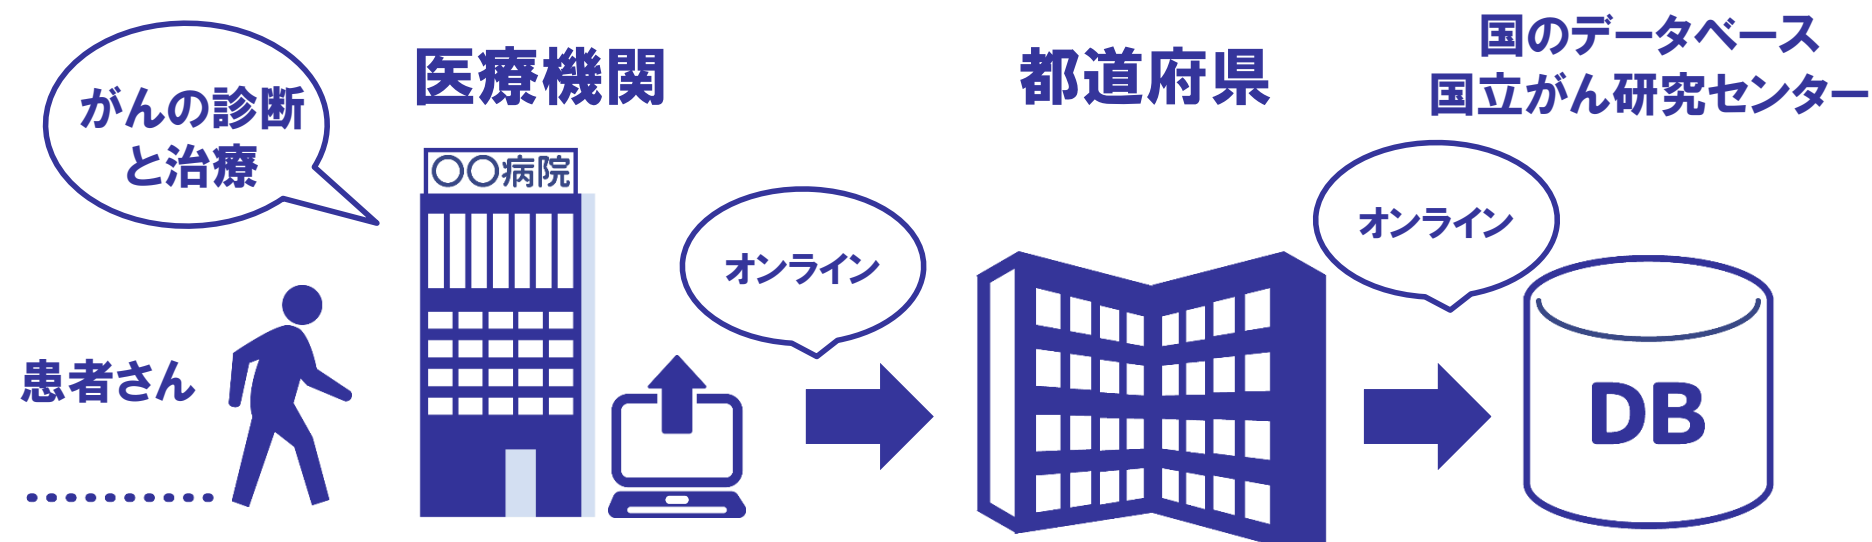 がんの診断
と治療
患者さん
医療機関
〇〇病院
オンライン
都道府県
オンライン
国のデータベース
国立がん研究センター
DB